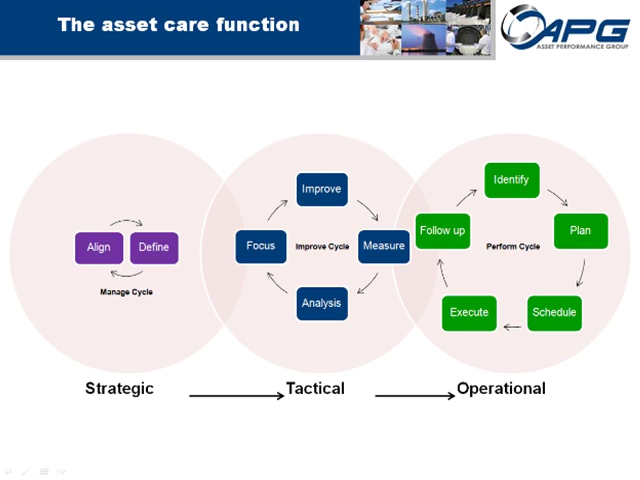 The asset care function
APG
ASSET PERFORMANCE GROUP
Identify
Improve
Follow up
Plan
Align
Define
Focus
Improve Cycle
Measure
Perform Cycle
Manage Cycle
Analysis
Execute
Schedule
Strategic
Tactical
Operational